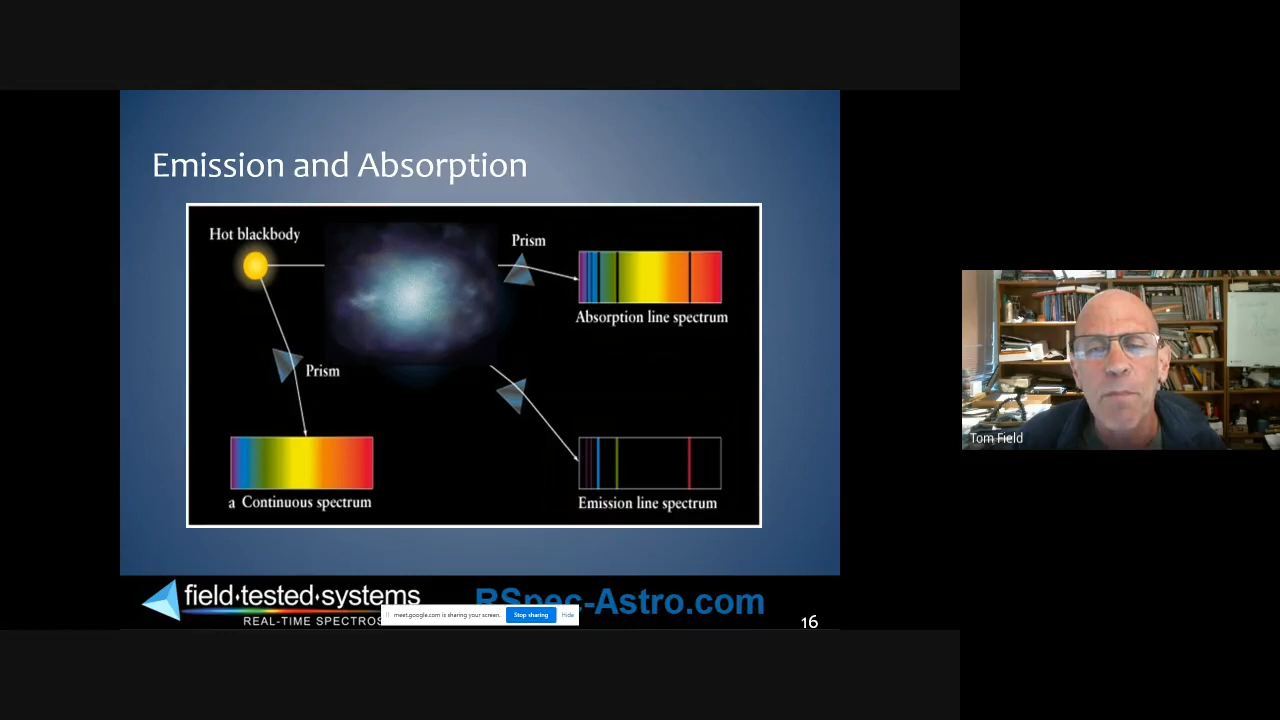 Emission and Absorption
Hot blackbody
Prism
Absorption line spectrum
Prism
a Continuous spectrum
Emission line spectrum
field·tested·systems
REAL-TIME SPECTROS
RSpec-Astro.com
meet.google.com is sharing your screen.
Stop sharing
Hide
16
Tom Field